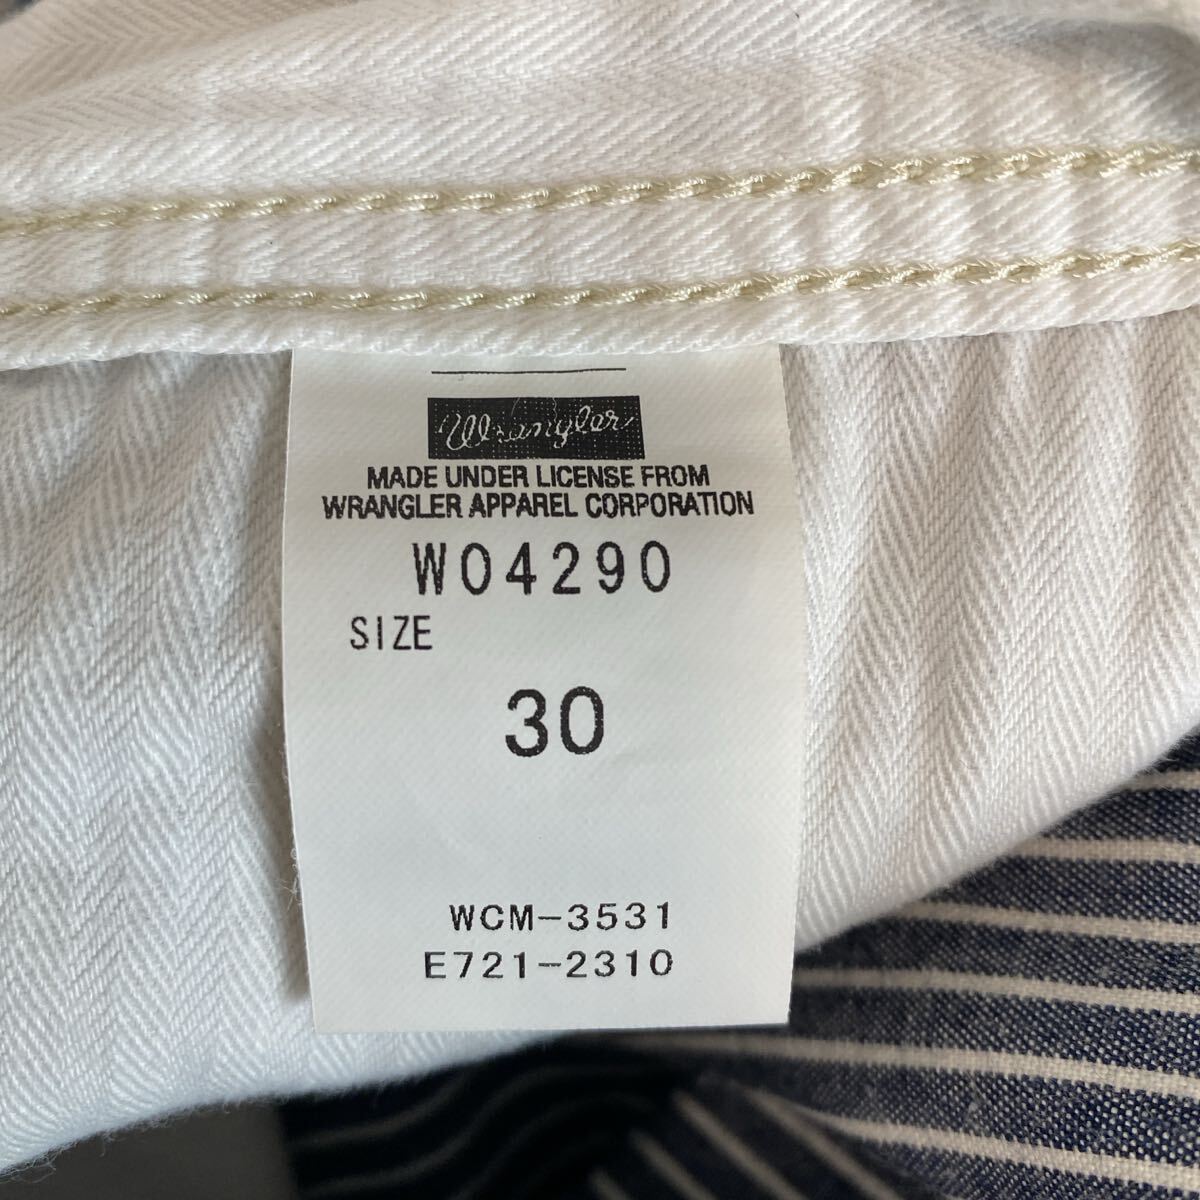 Wrangler
MADE UNDER LICENSE FROM
WRANGLER APPAREL CORPORATION
W04290
SIZE
30
WCM-3531
E721-2310